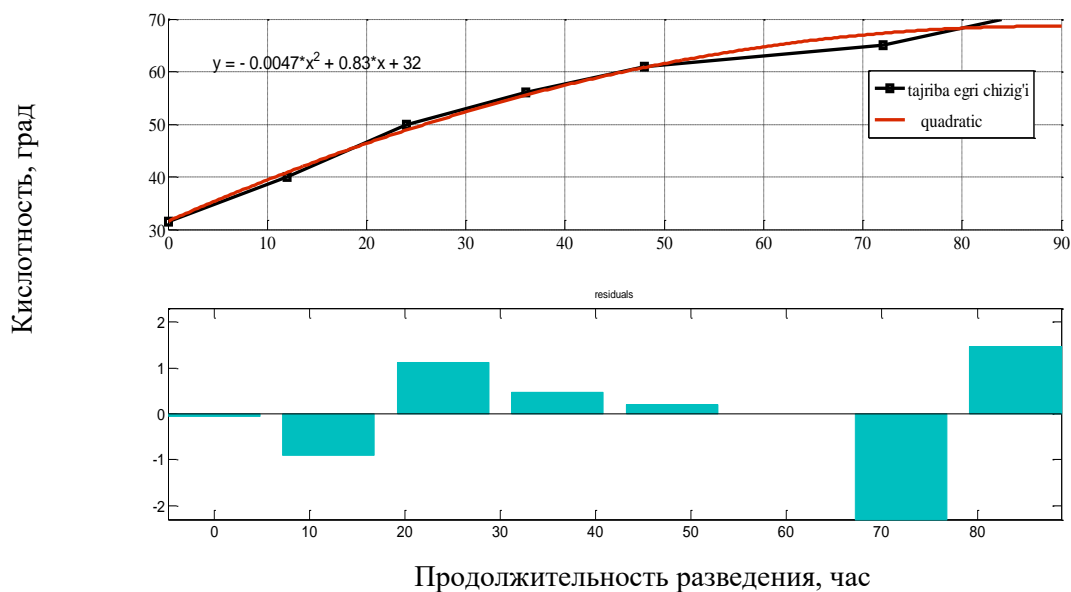 Кислотность, град
70
60
50
40
30
y = - 0.0047*x² + 0.83*x + 32
tajriba egri chizig'i
quadratic
0 10 20 30 40 50 60 70 80 90
residuals
2
1
0
-1
-2
0 10 20 30 40 50 60 70 80
Продолжительность разведения, час